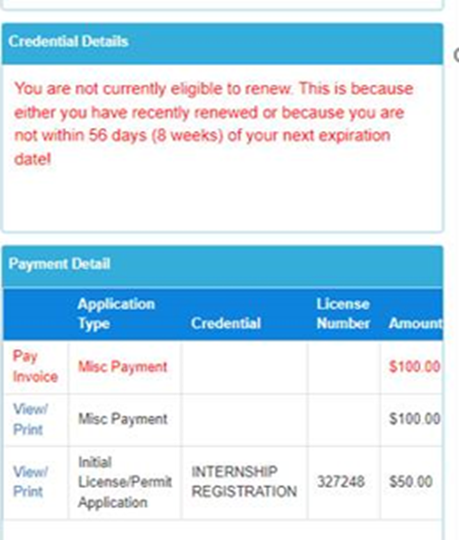 Credential Details
You are not currently eligible to renew. This is because
either you have recently renewed or because you are
not within 56 days (8 weeks) of your next expiration
date!
Payment Detail
Application Type Credential License Number Amount
Pay Invoice Misc Payment $100.00
View/ Print Misc Payment $100.00
View/ Print Initial License/Permit Application INTERNSHIP REGISTRATION 327248 $50.00